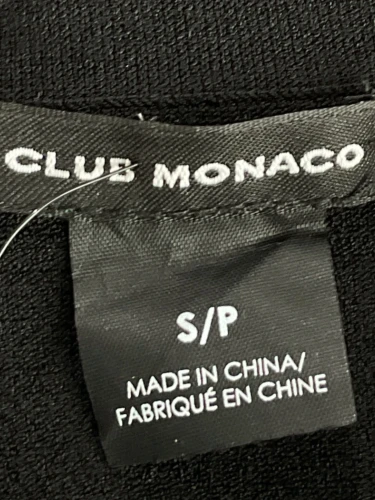 CLUB MONACO
S/P
MADE IN CHINA/
FABRIQUÉ EN CHINE